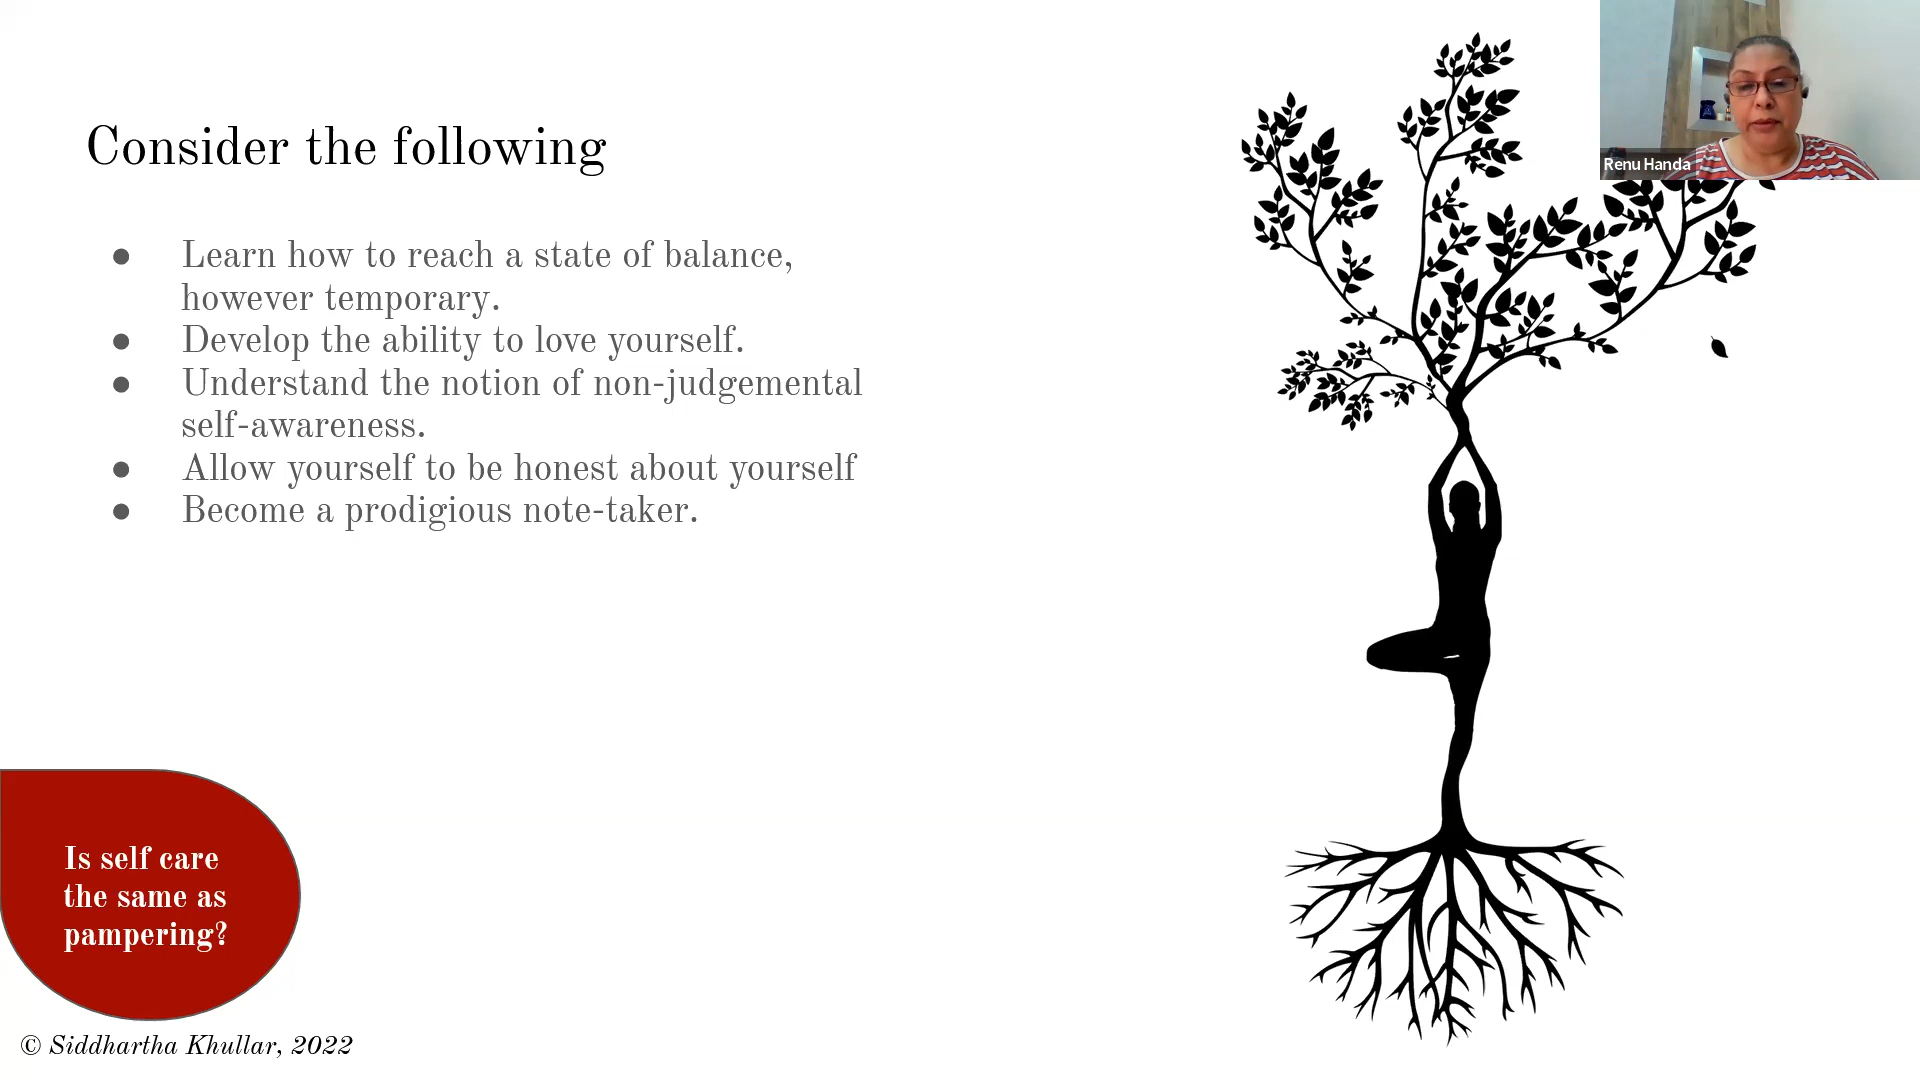 Consider the following
● Learn how to reach a state of balance,
however temporary.
● Develop the ability to love yourself.
● Understand the notion of non-judgemental
self-awareness.
● Allow yourself to be honest about yourself
● Become a prodigious note-taker.
Renu Handa
Is self care
the same as
pampering?
© Siddhartha Khullar, 2022